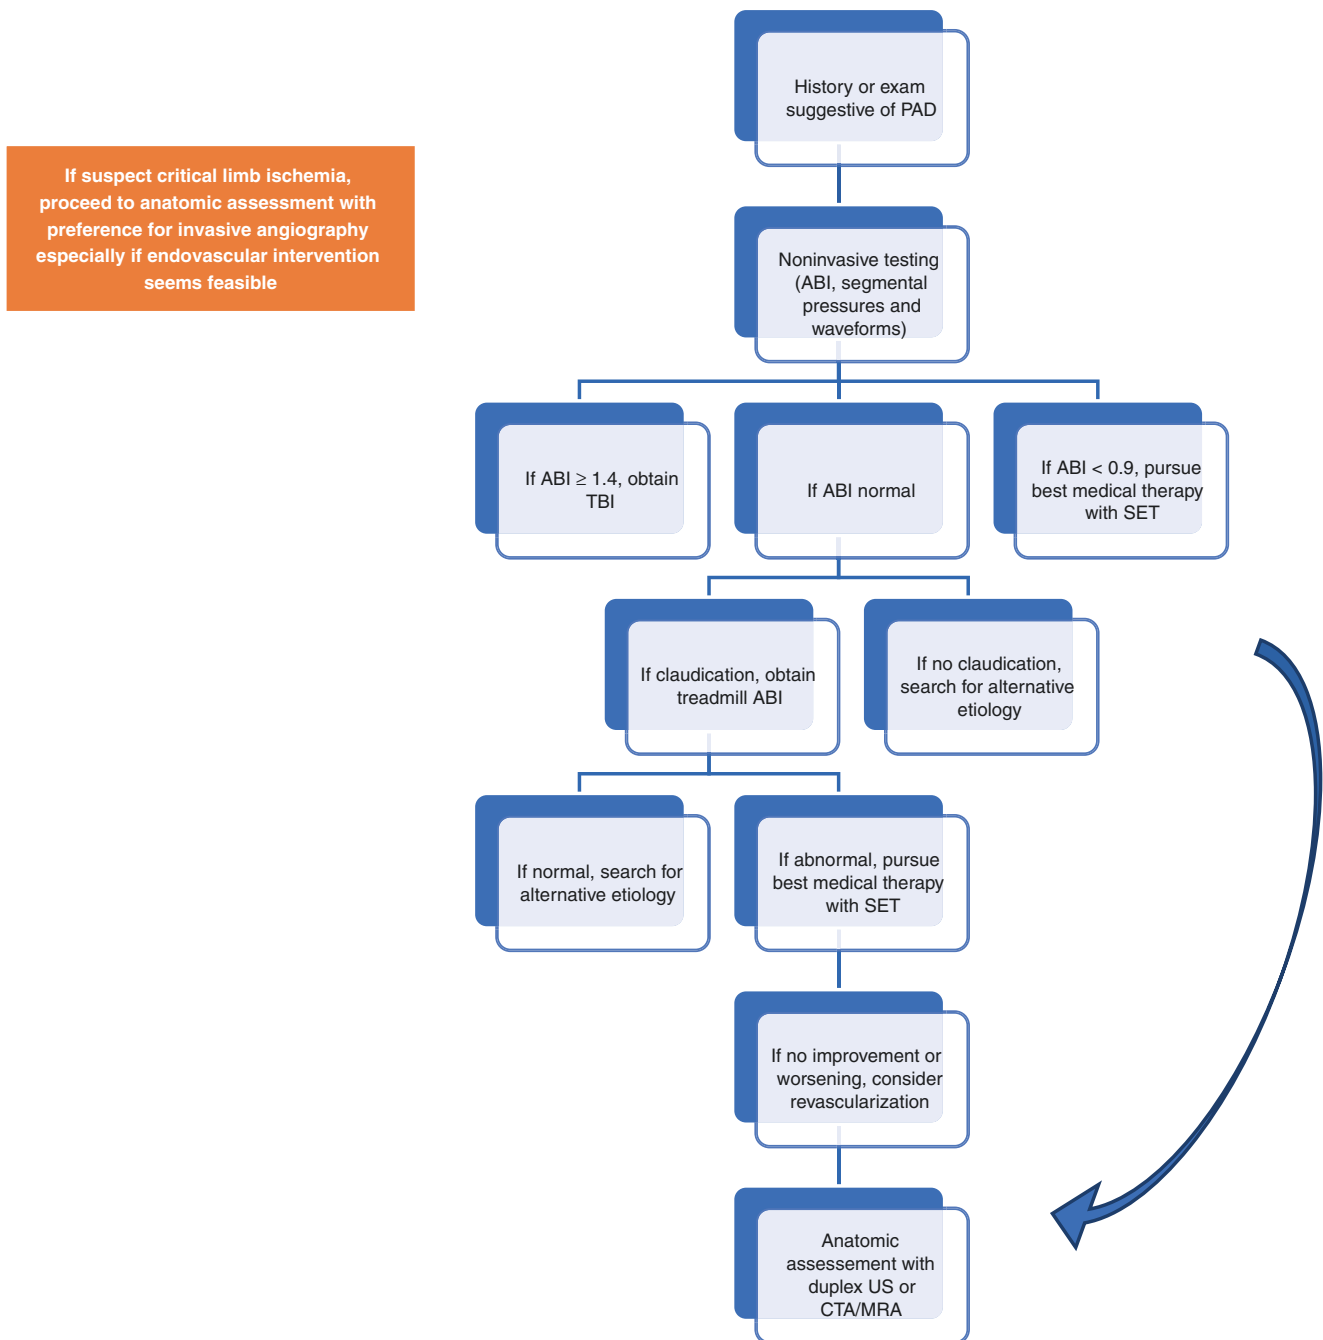 History or exam
suggestive of PAD
If suspect critical limb ischemia,
proceed to anatomic assessment with
preference for invasive angiography
especially if endovascular intervention
seems feasible
Noninvasive testing
(ABI, segmental
pressures and
waveforms)
If ABI ≥ 1.4, obtain
TBI
If ABI normal
If ABI < 0.9, pursue
best medical therapy
with SET
If claudication, obtain
treadmill ABI
If no claudication,
search for alternative
etiology
If normal, search for
alternative etiology
If abnormal, pursue
best medical therapy
with SET
If no improvement or
worsening, consider
revascularization
Anatomic
assessement with
duplex US or
CTA/MRA